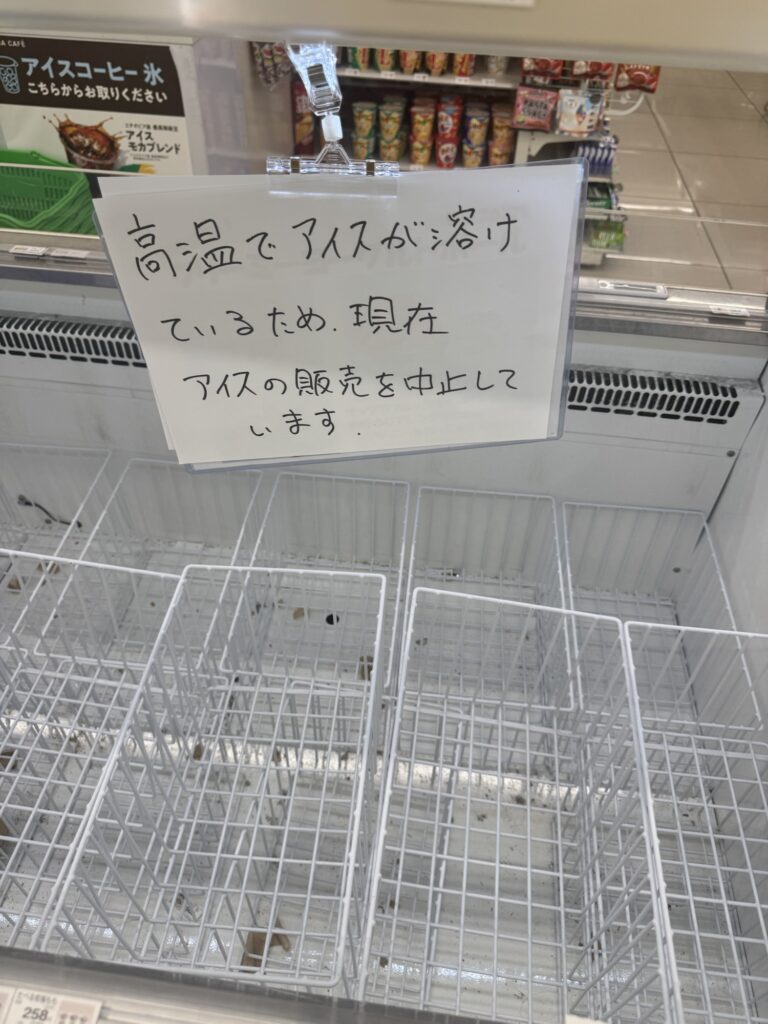 A CAFÉ
アイスコーヒー 氷
こちらからお取りください
アイス
モカブレンド
高温でアイスが溶け
ているため、現在
アイスの販売を中止して
います.
258